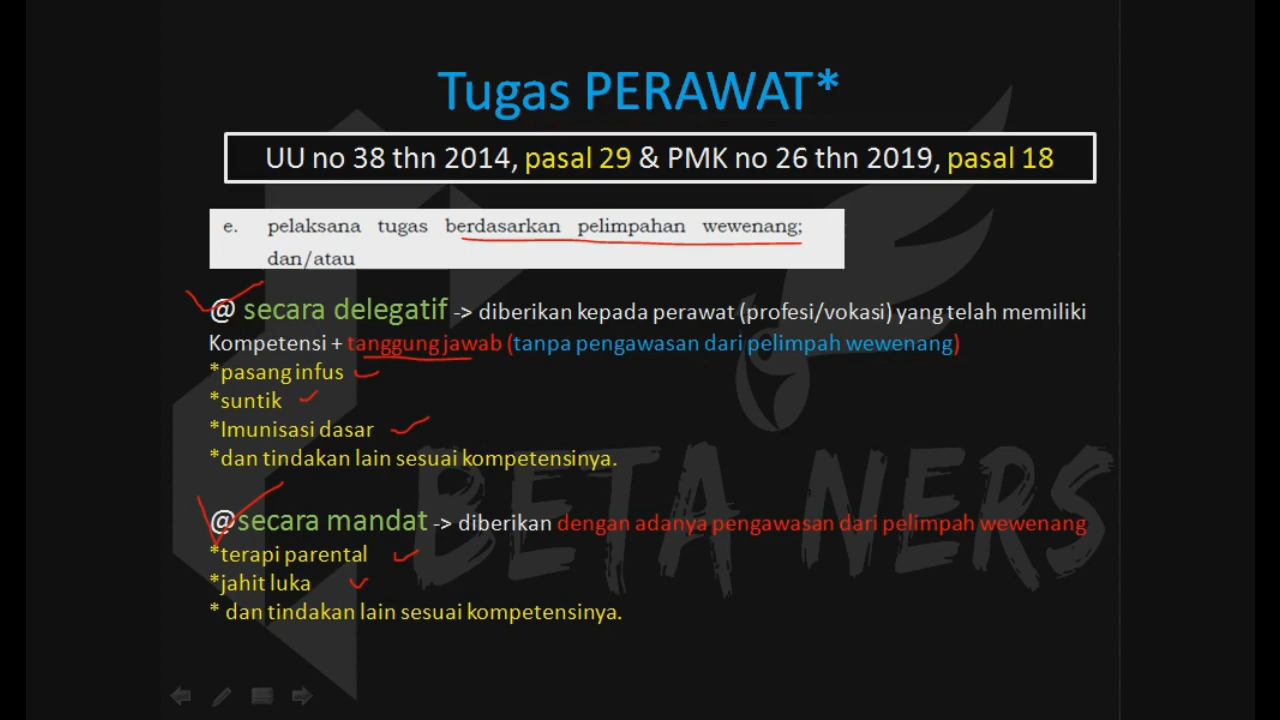 Tugas PERAWAT*
UU no 38 thn 2014, pasal 29 & PMK no 26 thn 2019, pasal 18
e. pelaksana tugas berdasarkan pelimpahan wewenang;
dan/atau
@ secara delegatif -> diberikan kepada perawat (profesi/vokasi) yang telah memiliki
Kompetensi + tanggung jawab (tanpa pengawasan dari pelimpah wewenang)
*pasang infus
*suntik
*Imunisasi dasar
*dan tindakan lain sesuai kompetensinya.
@secara mandat -> diberikan dengan adanya pengawasan dari pelimpah wewenang
*terapi parental
*jahit luka
* dan tindakan lain sesuai kompetensinya.
BETA NERS